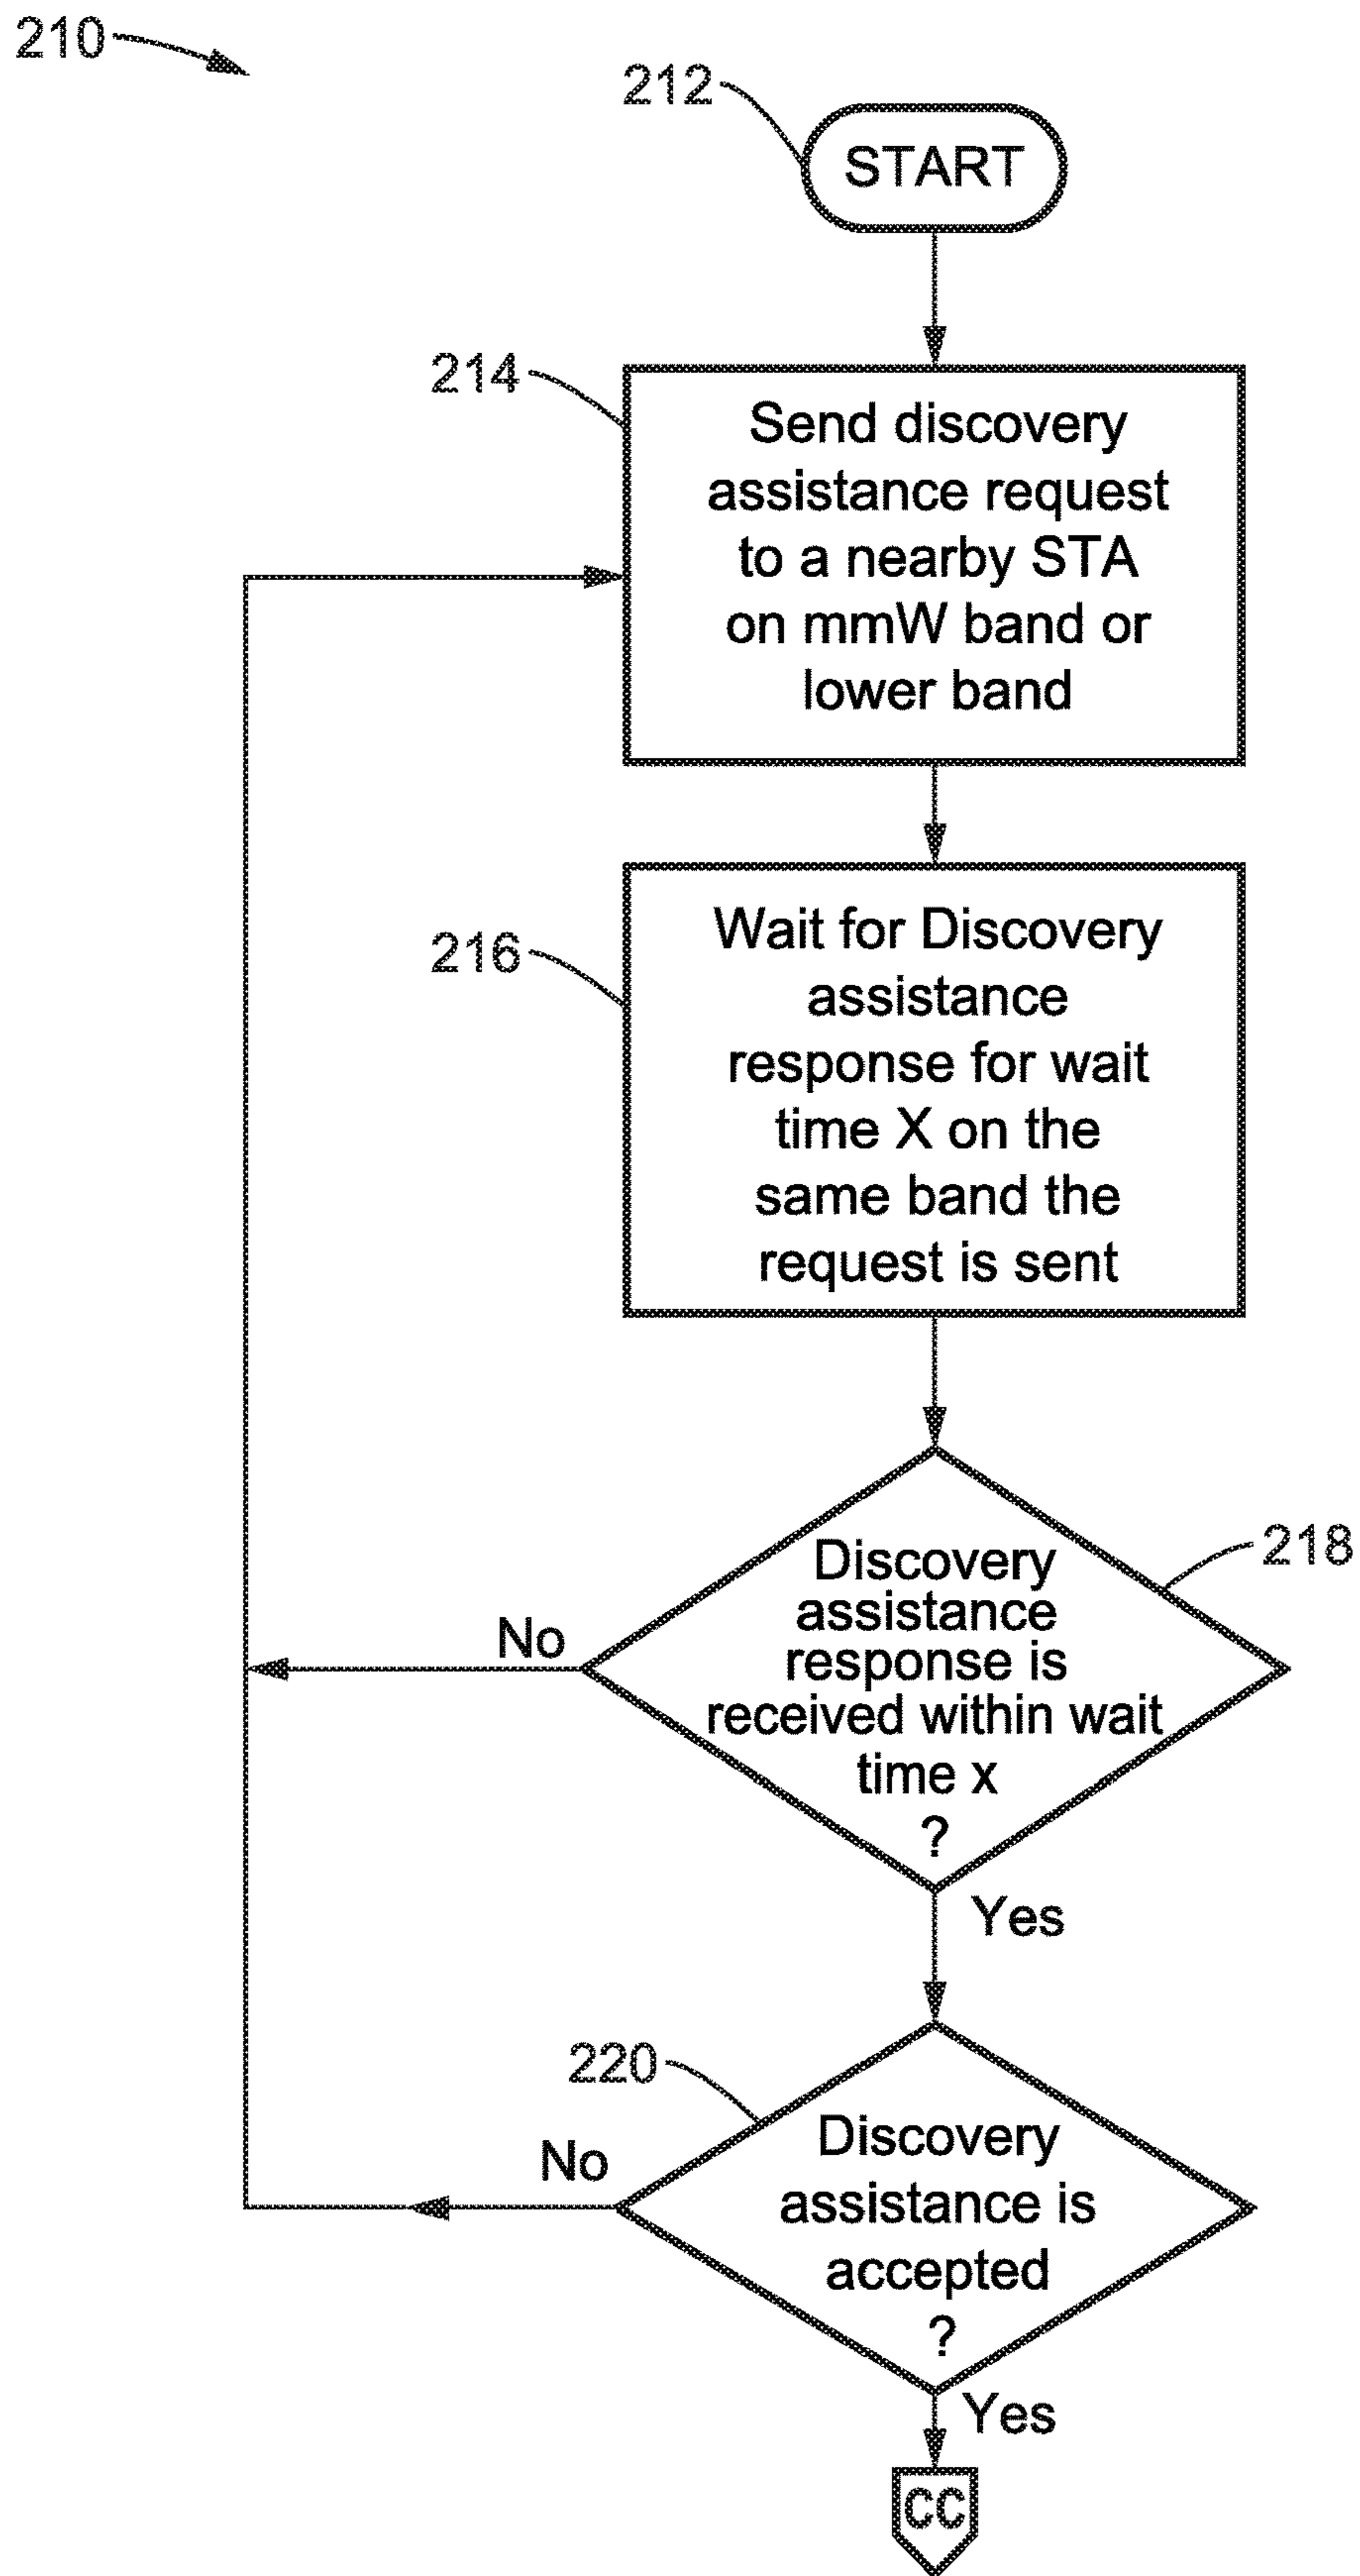 210
212
START
214
Send discovery
assistance request
to a nearby STA
on mmW band or
lower band
216
Wait for Discovery
assistance
response for wait
time X on the
same band the
request is sent
218
Discovery
assistance
response is
received within wait
time x
?
No
Yes
220
Discovery
assistance is
accepted
?
No
Yes
CC